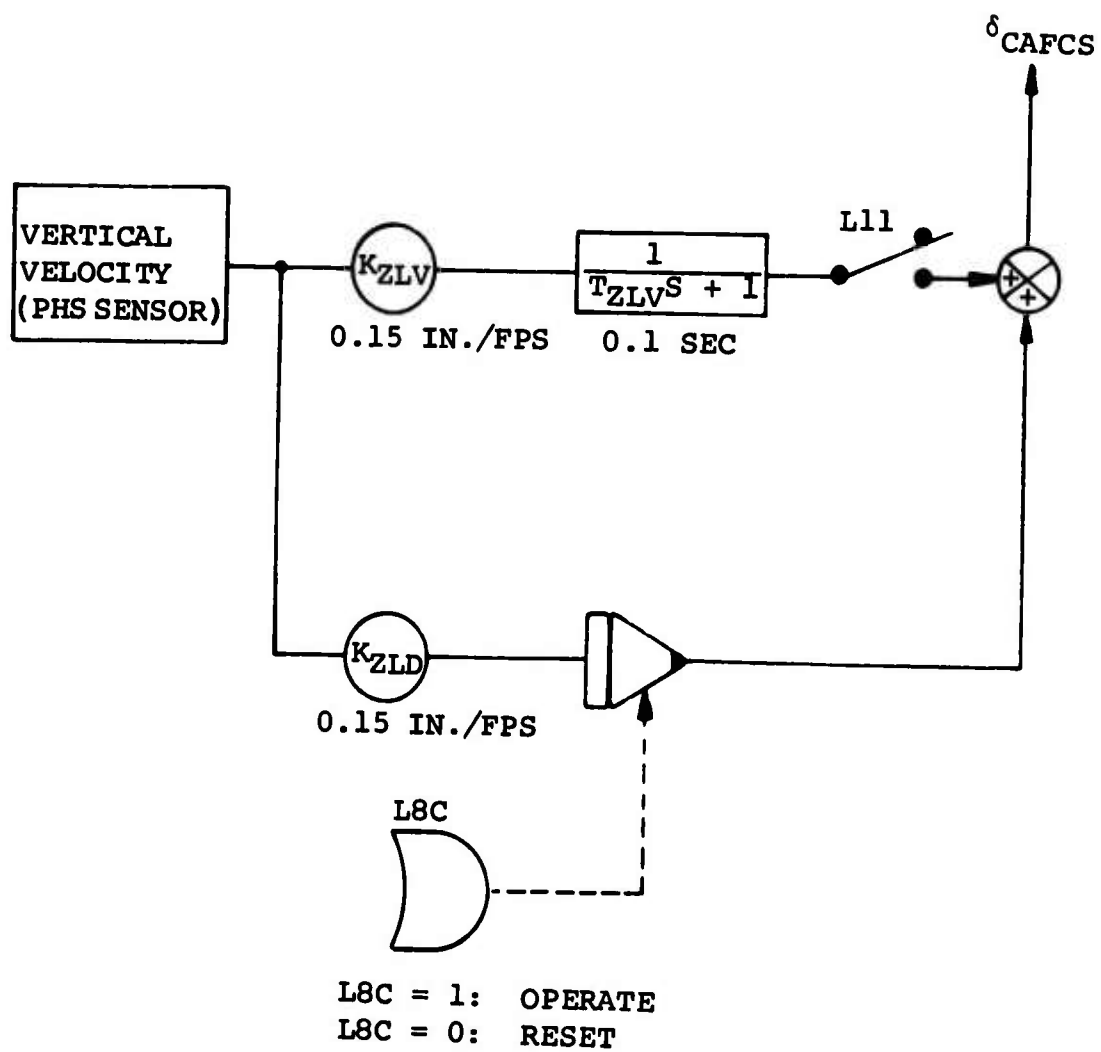 δCAFCS
VERTICAL
VELOCITY
(PHS SENSOR)
KZLV
0.15 IN./FPS
1
TZLVS + 1
0.1 SEC
L11
+
+
KZLD
0.15 IN./FPS
L8C
L8C = 1: OPERATE
L8C = 0: RESET